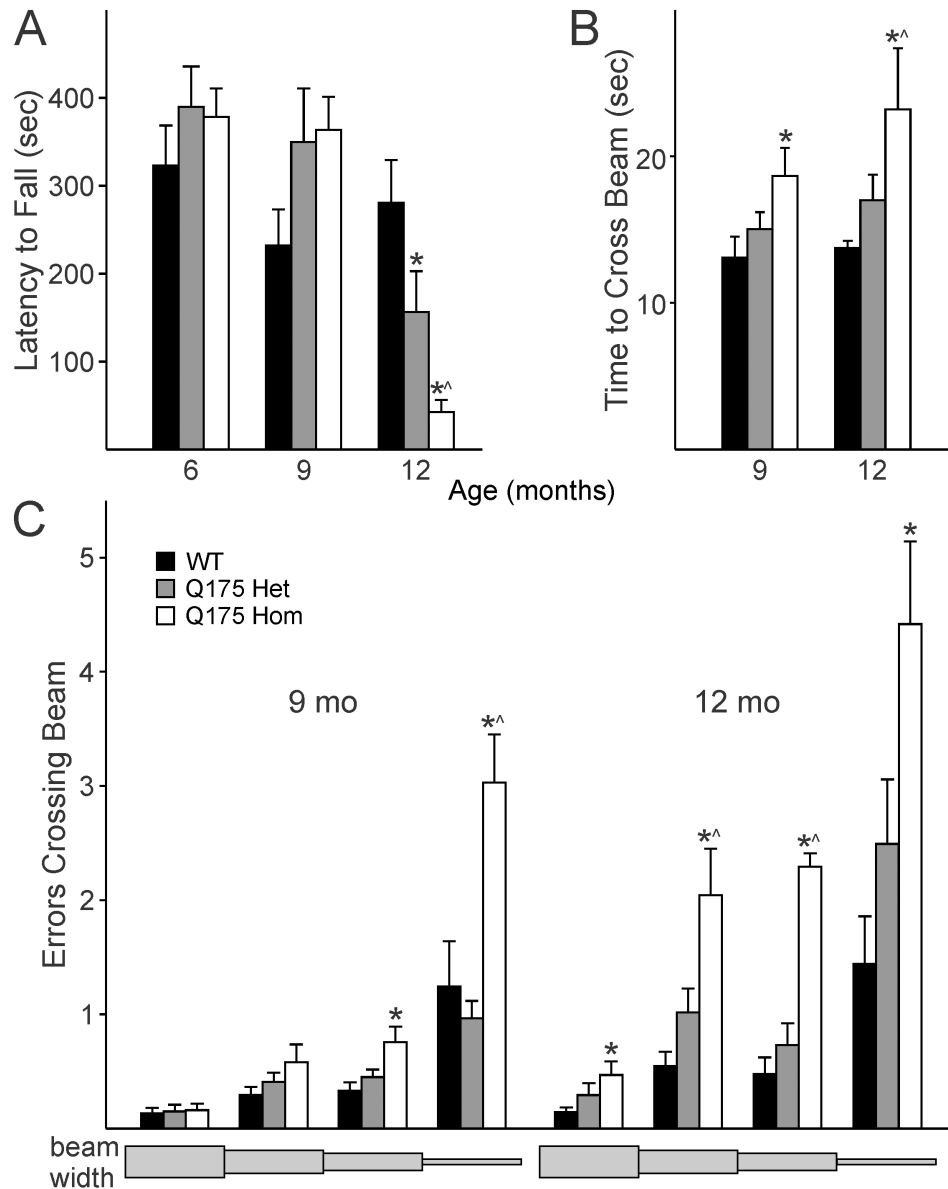 A
Latency to Fall (sec)
400
300
200
100
*
*^
6 9 12
B
Time to Cross Beam (sec)
20
10
*
*^
9 12
Age (months)
C
Errors Crossing Beam
5
4
3
2
1
WT
Q175 Het
Q175 Hom
9 mo
12 mo
*
*^
*
*^
*^
*
beam
width